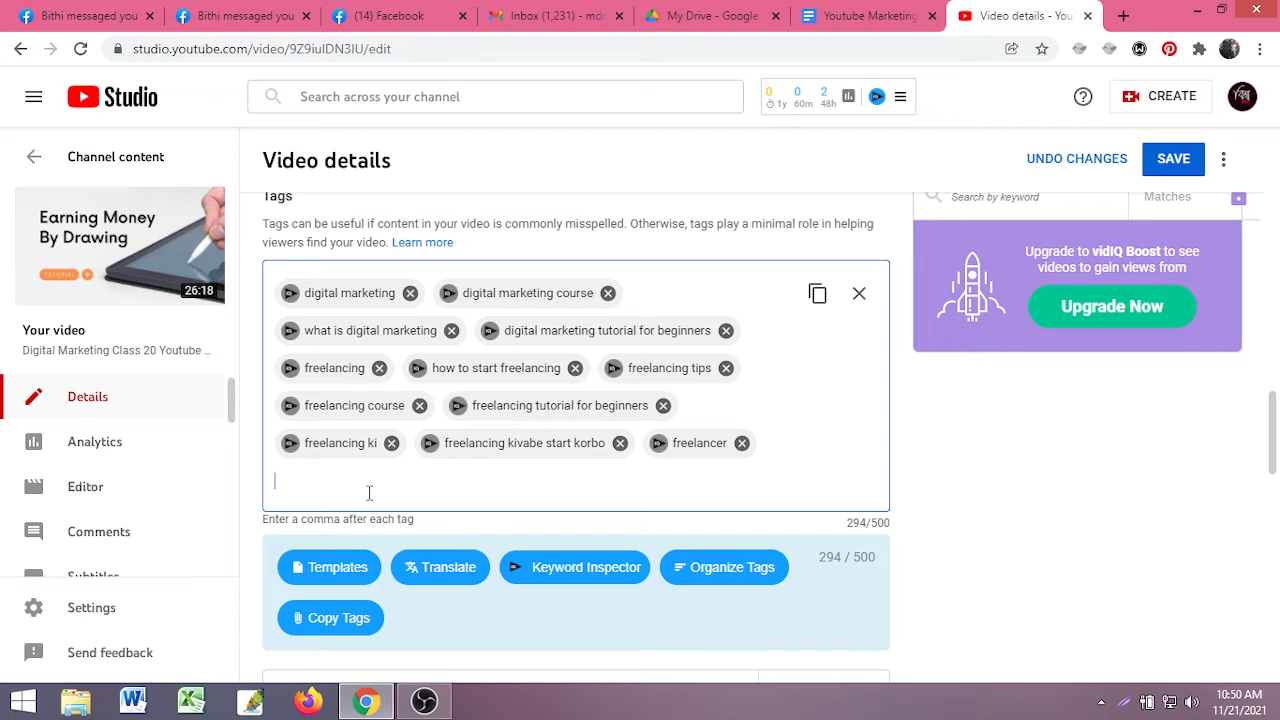 Bithi messaged you
Bithi messaged you
(14) Facebook
Inbox (1,231) - mdr
My Drive - Google
Youtube Marketing
Video details - You
studio.youtube.com/video/9Z9iuIDN3IU/edit
Studio
Search across your channel
0 0 2
1y 60m 48h
CREATE
Channel content
Video details
UNDO CHANGES
SAVE
Earning Money
By Drawing
TUTORIAL
26:18
Your video
Digital Marketing Class 20 Youtube ...
Details
Analytics
Editor
Comments
Subtitles
Settings
Send feedback
Tags
Tags can be useful if content in your video is commonly misspelled. Otherwise, tags play a minimal role in helping
viewers find your video. Learn more
digital marketing
digital marketing course
what is digital marketing
digital marketing tutorial for beginners
freelancing
how to start freelancing
freelancing tips
freelancing course
freelancing tutorial for beginners
freelancing ki
freelancing kivabe start korbo
freelancer
Enter a comma after each tag
294/500
Templates
Translate
Keyword Inspector
Organize Tags
294 / 500
Copy Tags
Search by keyword
Matches
Upgrade to vidIQ Boost to see
videos to gain views from
Upgrade Now
10:50 AM
11/21/2021